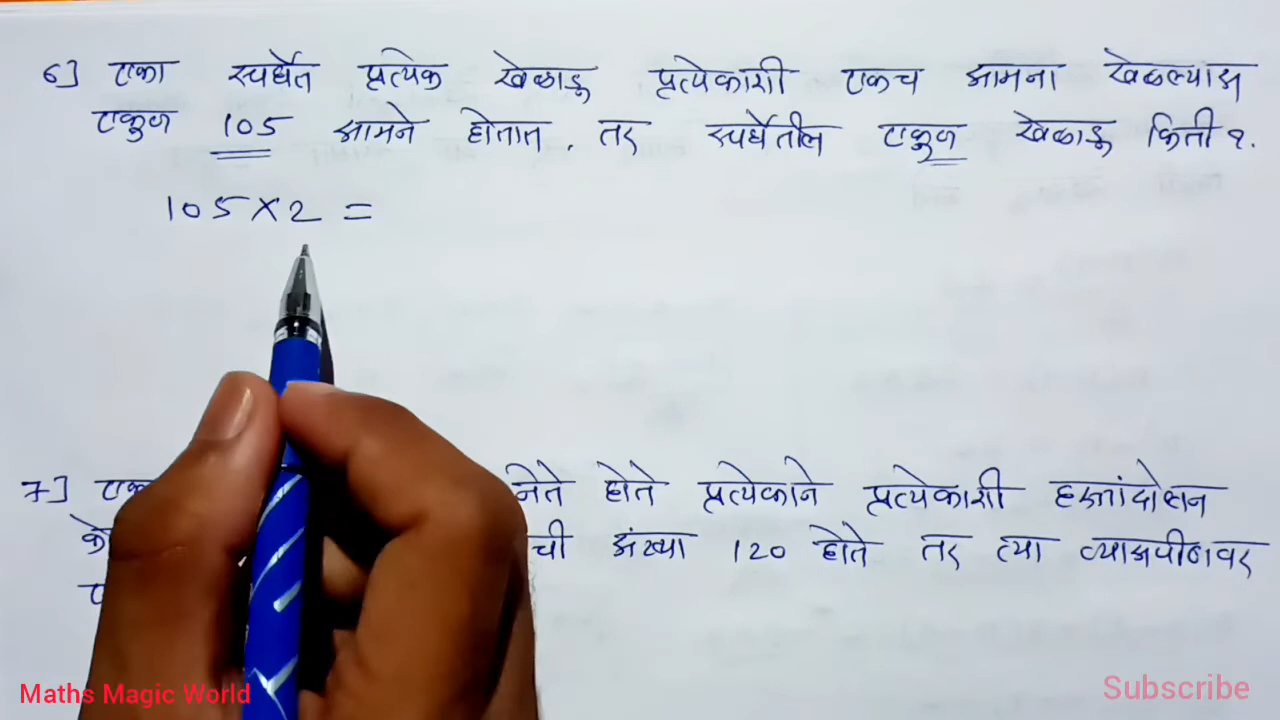 6] एका स्पर्धेत प्रत्येक खेळाडू प्रत्येकाशी एकच सामना खेळल्यास
एकुण 105 सामने होतात. तर स्पर्धेतील एकूण खेळाडू किती ?.
105 × 2 =
7] नेते होते प्रत्येकाने प्रत्येकाशी हस्तांदोलन
ची संख्या 120 होते तर त्या व्यासपीठावर
Maths Magic World
Subscribe